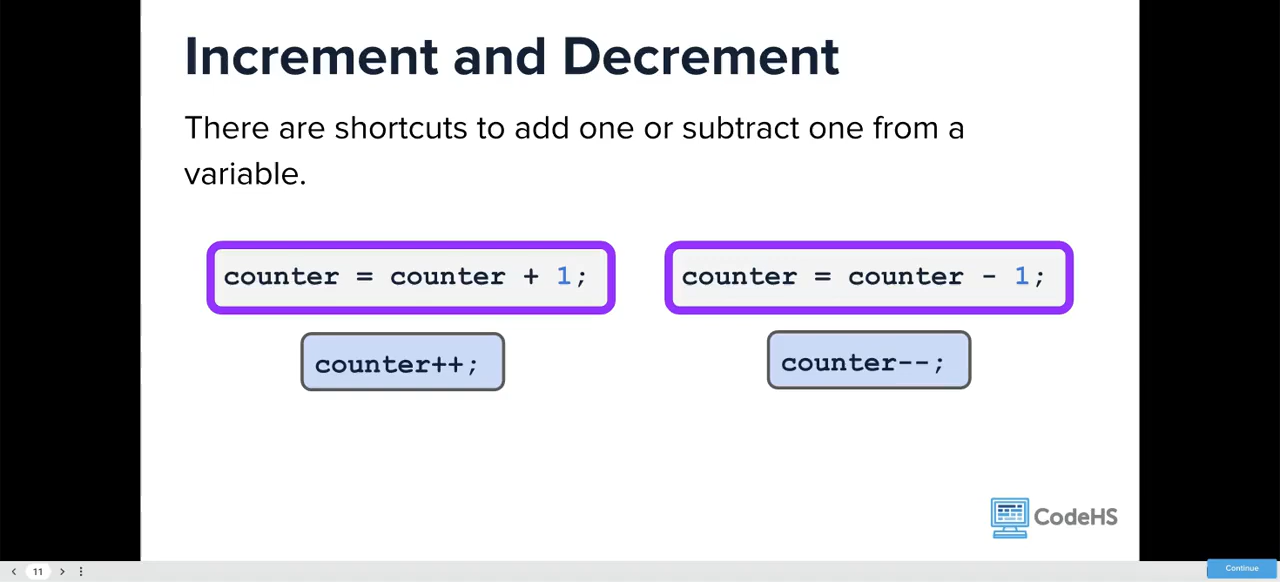 Increment and Decrement
There are shortcuts to add one or subtract one from a
variable.
counter = counter + 1;
counter = counter - 1;
counter++;
counter--;
CodeHS
11
Continue